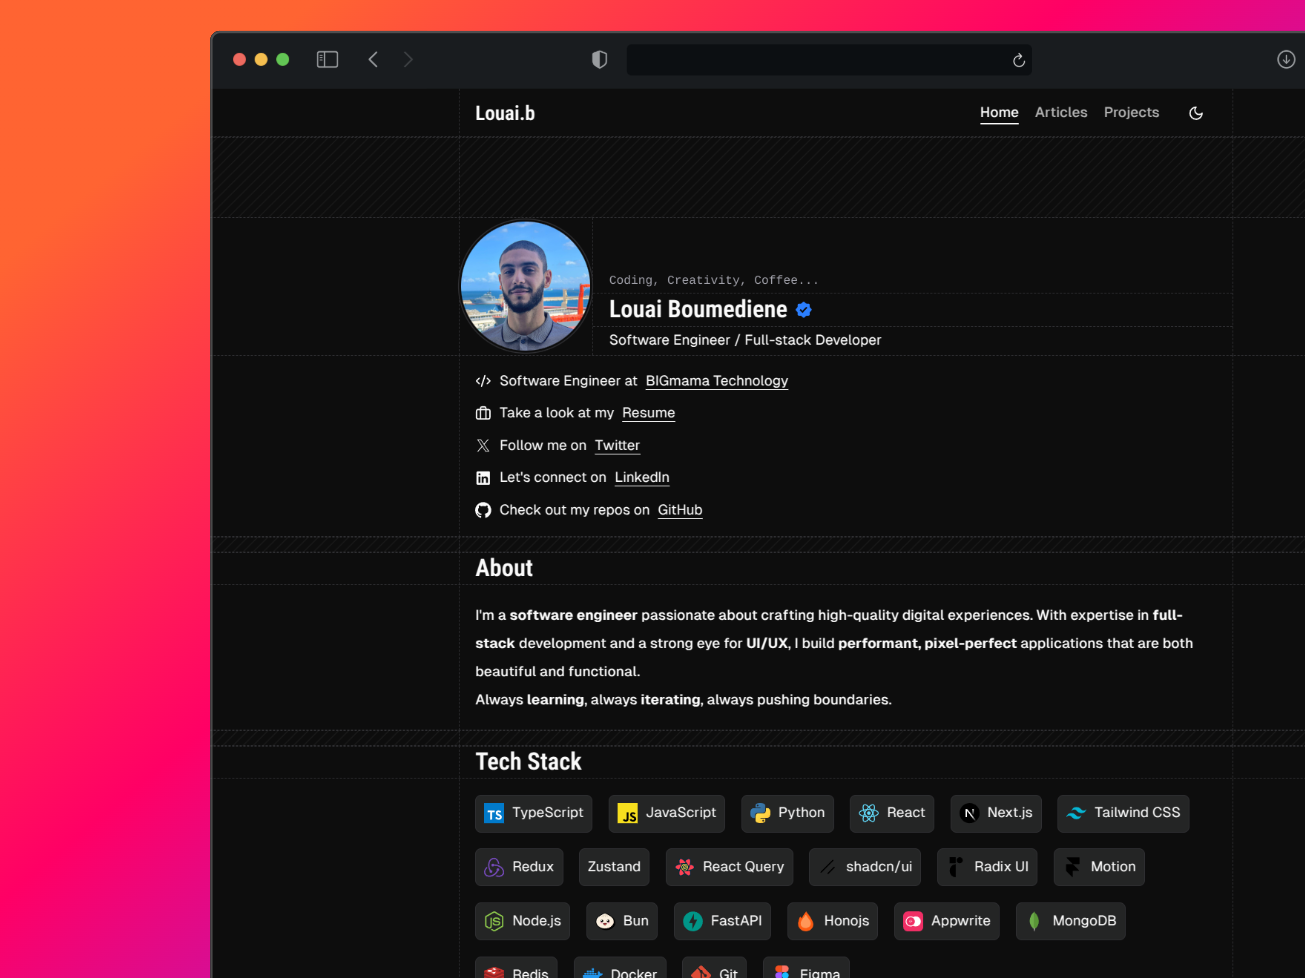 Louai.b
Home Articles Projects
Coding, Creativity, Coffee...
Louai Boumediene
Software Engineer / Full-stack Developer
</> Software Engineer at BIGmama Technology
Take a look at my Resume
Follow me on Twitter
Let's connect on LinkedIn
Check out my repos on GitHub
About
I'm a software engineer passionate about crafting high-quality digital experiences. With expertise in full-
stack development and a strong eye for UI/UX, I build performant, pixel-perfect applications that are both
beautiful and functional.
Always learning, always iterating, always pushing boundaries.
Tech Stack
TS TypeScript JS JavaScript Python React N Next.js Tailwind CSS
Redux Zustand React Query shadcn/ui Radix UI Motion
Node.js Bun FastAPI Honojs Appwrite MongoDB
Redis Docker Git Figma